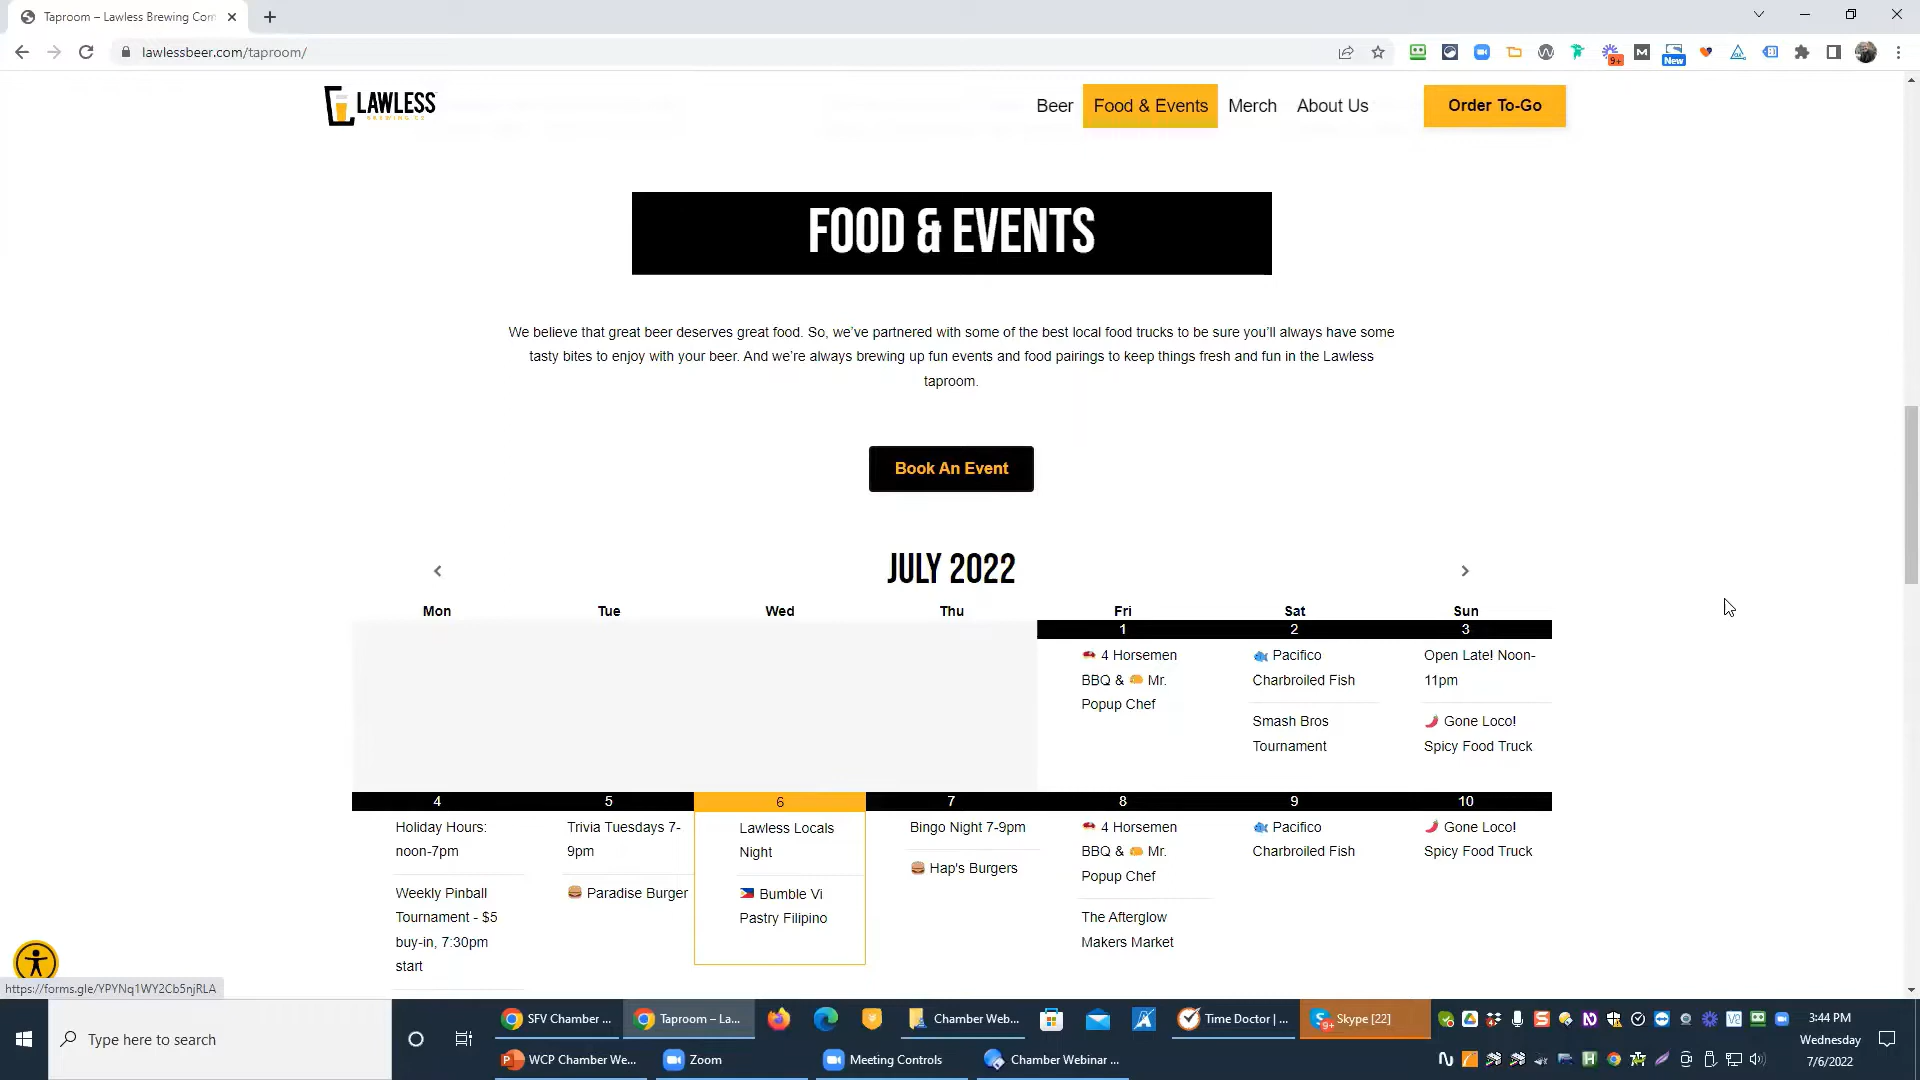 Taproom – Lawless Brewing Com
lawlessbeer.com/taproom/
9+
New
LAWLESS
BREWING CO
Beer
Food & Events
Merch
About Us
Order To-Go
FOOD & EVENTS
We believe that great beer deserves great food. So, we've partnered with some of the best local food trucks to be sure you'll always have some
tasty bites to enjoy with your beer. And we're always brewing up fun events and food pairings to keep things fresh and fun in the Lawless
taproom.
Book An Event
JULY 2022
Mon Tue Wed Thu Fri Sat Sun
1 2 3
4 Horsemen
BBQ & Mr.
Popup Chef
Pacifico
Charbroiled Fish
Smash Bros
Tournament
Open Late! Noon-
11pm
Gone Loco!
Spicy Food Truck
4 5 6 7 8 9 10
Holiday Hours:
noon-7pm
Weekly Pinball
Tournament - $5
buy-in, 7:30pm
start
Trivia Tuesdays 7-
9pm
Paradise Burger
Lawless Locals
Night
Bumble Vi
Pastry Filipino
Bingo Night 7-9pm
Hap's Burgers
4 Horsemen
BBQ & Mr.
Popup Chef
The Afterglow
Makers Market
Pacifico
Charbroiled Fish
Gone Loco!
Spicy Food Truck
https://forms.gle/YPYNq1WY2Cb5njRLA
Type here to search
SFV Chamber ...
Taproom – La...
Chamber Web...
Time Doctor | ...
Skype [22]
WCP Chamber We...
Zoom
Meeting Controls
Chamber Webinar ...
3:44 PM
Wednesday
7/6/2022